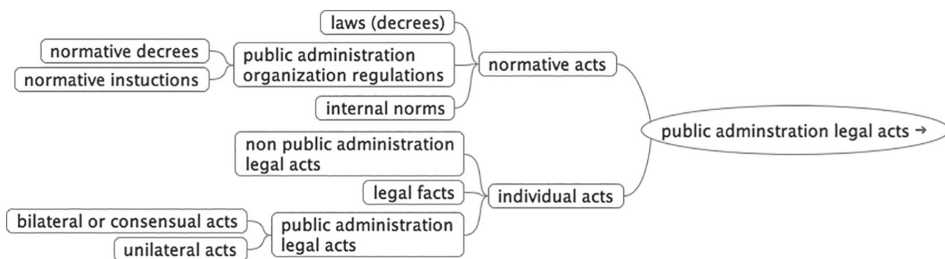 laws (decrees)
normative decrees
public administration
organization regulations
normative instuctions
normative acts
internal norms
public adminstration legal acts →
non public administration
legal acts
legal facts
individual acts
bilateral or consensual acts
public administration
legal acts
unilateral acts